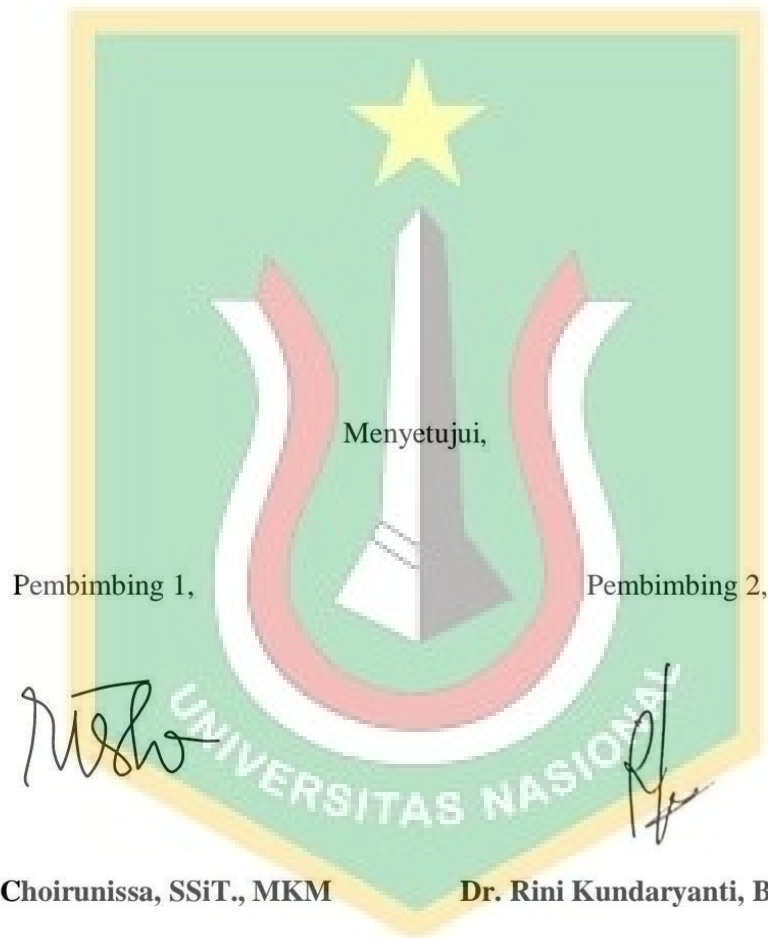 Menyetujui,
Pembimbing 1, Pembimbing 2,
UNIVERSITAS NASIONAL
Choirunissa, SSiT., MKM Dr. Rini Kundaryanti, B